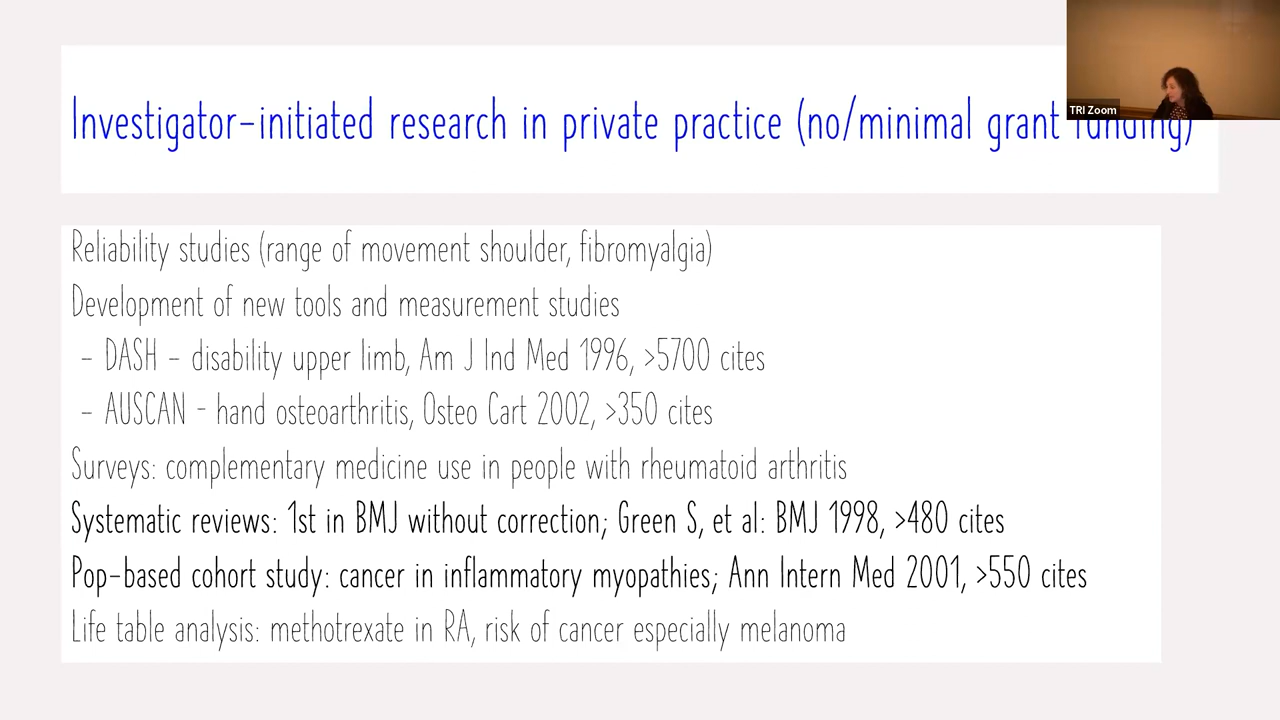 Investigator-initiated research in private practice (no/minimal grant funding)
TRI Zoom
Reliability studies (range of movement shoulder, fibromyalgia)
Development of new tools and measurement studies
- DASH - disability upper limb, Am J Ind Med 1996, >5700 cites
- AUSCAN - hand osteoarthritis, Osteo Cart 2002, >350 cites
Surveys: complementary medicine use in people with rheumatoid arthritis
Systematic reviews: 1st in BMJ without correction; Green S, et al: BMJ 1998, >480 cites
Pop-based cohort study: cancer in inflammatory myopathies; Ann Intern Med 2001, >550 cites
Life table analysis: methotrexate in RA, risk of cancer especially melanoma